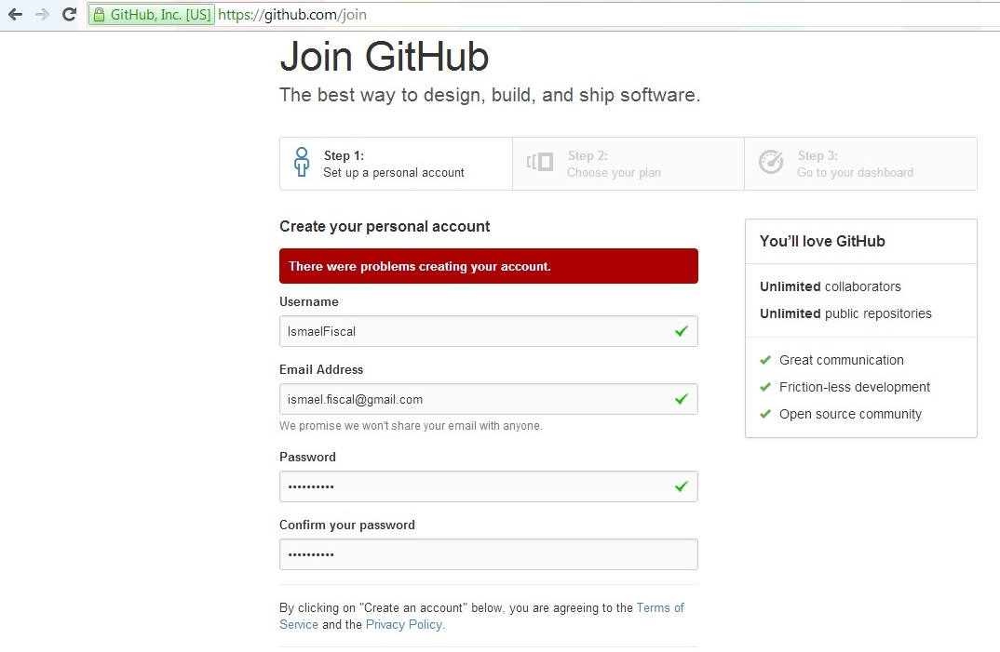 GitHub, Inc. [US] https://github.com/join
Join GitHub
The best way to design, build, and ship software.
Step 1:
Set up a personal account
Step 2:
Choose your plan
Step 3:
Go to your dashboard
Create your personal account
There were problems creating your account.
Username
IsmaelFiscal
Email Address
ismael.fiscal@gmail.com
We promise we won't share your email with anyone.
Password
••••••••••
Confirm your password
••••••••••
By clicking on "Create an account" below, you are agreeing to the Terms of
Service and the Privacy Policy.
You’ll love GitHub
Unlimited collaborators
Unlimited public repositories
Great communication
Friction-less development
Open source community